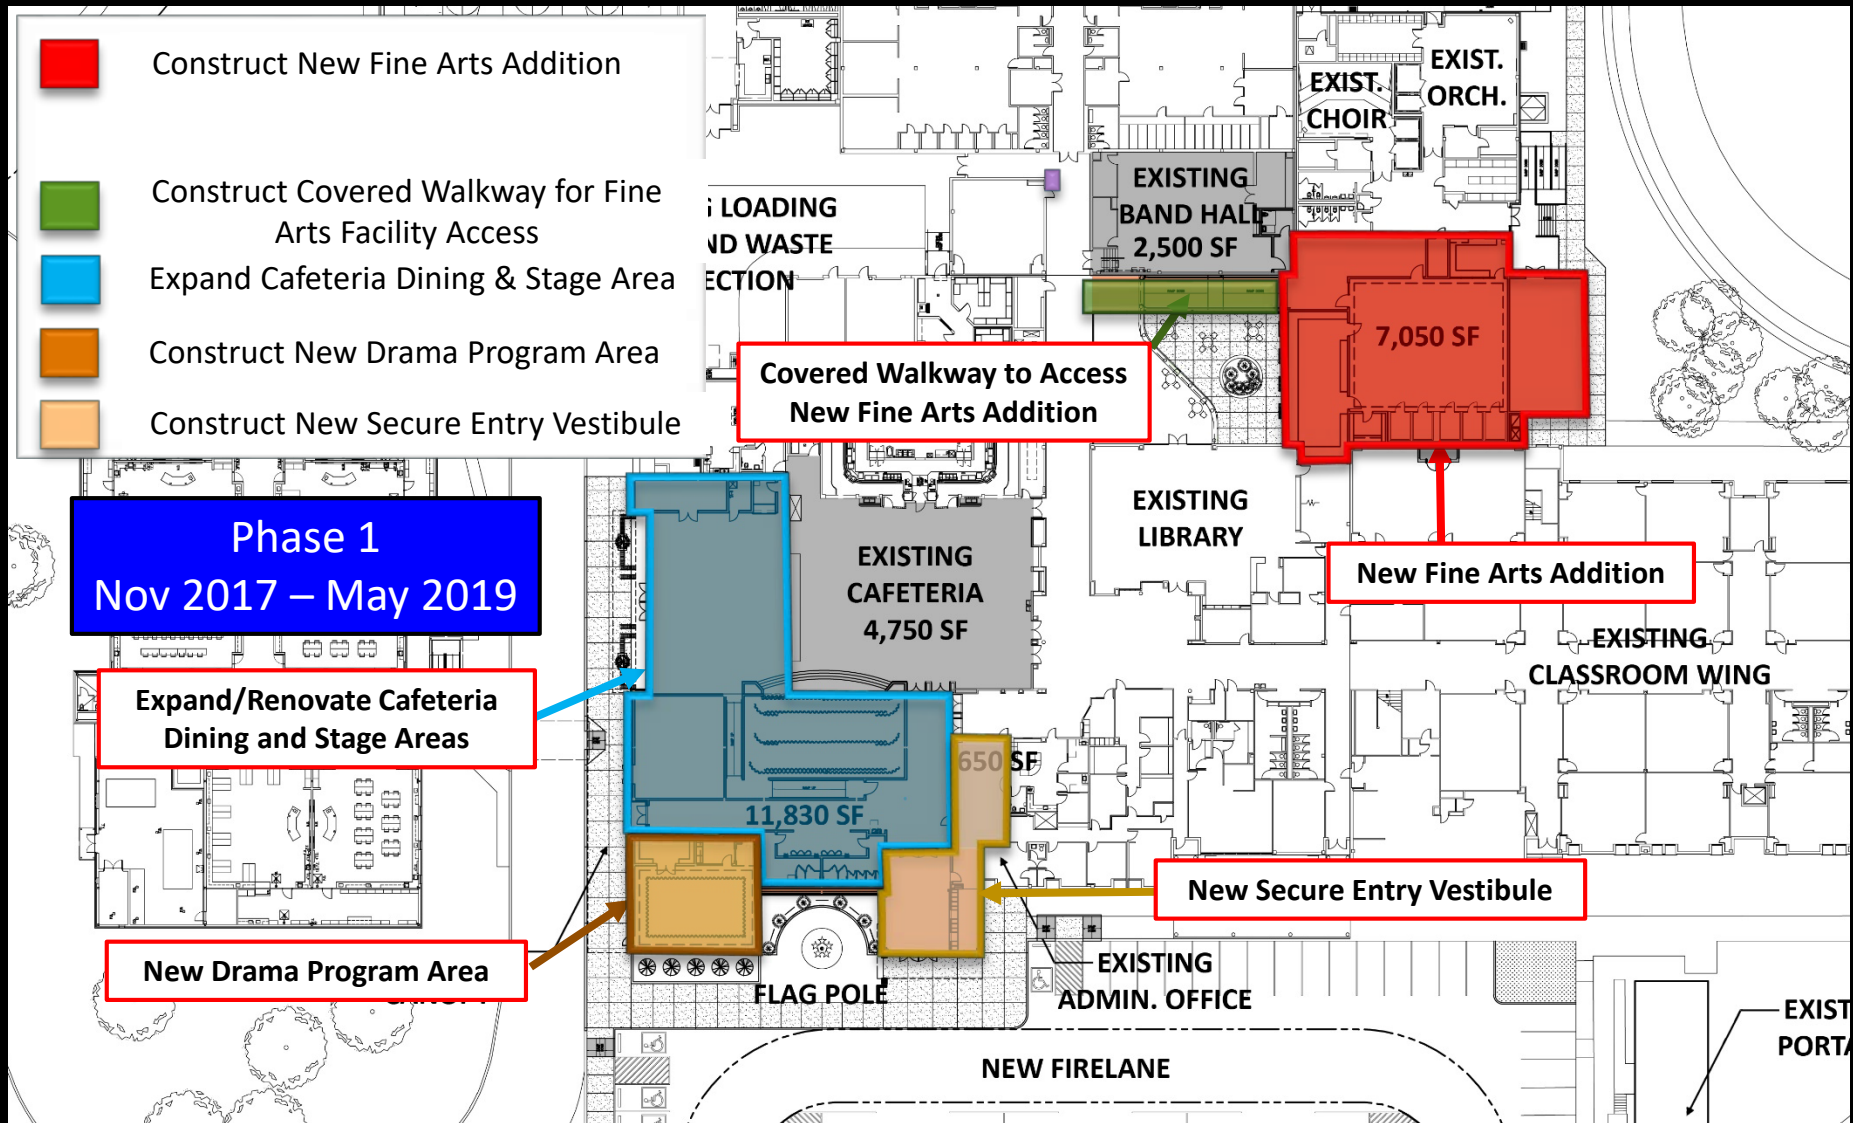 Construct New Fine Arts Addition
Construct Covered Walkway for Fine
Arts Facility Access
Expand Cafeteria Dining & Stage Area
Construct New Drama Program Area
Construct New Secure Entry Vestibule
EXIST.
ORCH.
EXIST.
CHOIR
EXISTING
BAND HALL
2,500 SF
LOADING
ND WASTE
ECTION
7,050 SF
Covered Walkway to Access
New Fine Arts Addition
Phase 1
Nov 2017 – May 2019
EXISTING
CAFETERIA
4,750 SF
EXISTING
LIBRARY
New Fine Arts Addition
EXISTING
CLASSROOM WING
Expand/Renovate Cafeteria
Dining and Stage Areas
650 SF
11,830 SF
New Secure Entry Vestibule
New Drama Program Area
FLAG POLE
EXISTING
ADMIN. OFFICE
EXIST
PORTA
NEW FIRELANE